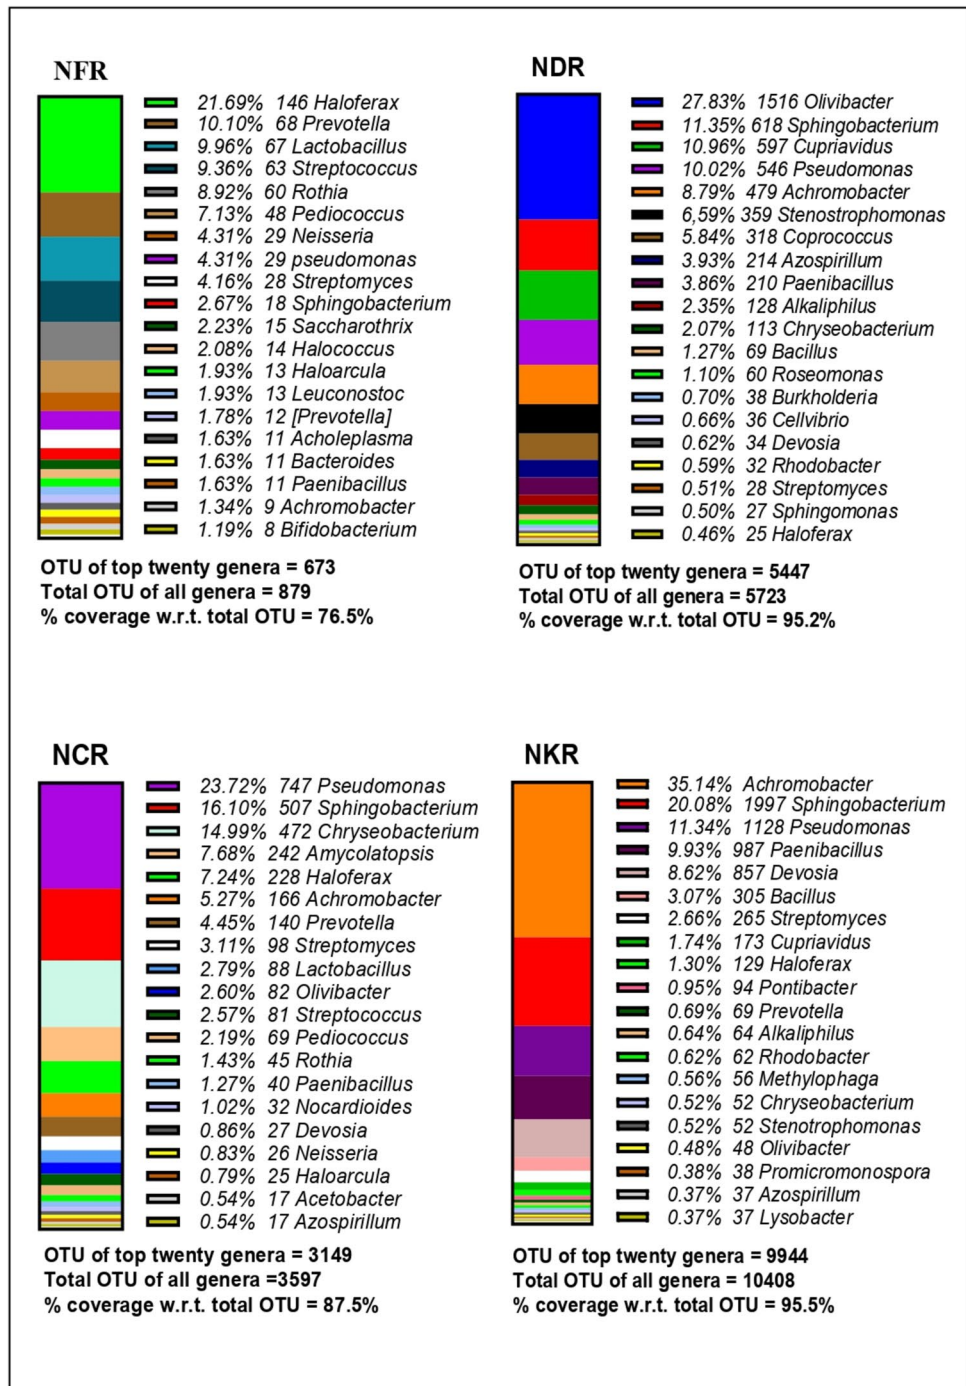 NFR
21.69% 146 Haloferax
10.10% 68 Prevotella
9.96% 67 Lactobacillus
9.36% 63 Streptococcus
8.92% 60 Rothia
7.13% 48 Pediococcus
4.31% 29 Neisseria
4.31% 29 pseudomonas
4.16% 28 Streptomyces
2.67% 18 Sphingobacterium
2.23% 15 Saccharothrix
2.08% 14 Halococcus
1.93% 13 Haloarcula
1.93% 13 Leuconostoc
1.78% 12 [Prevotella]
1.63% 11 Acholeplasma
1.63% 11 Bacteroides
1.63% 11 Paenibacillus
1.34% 9 Achromobacter
1.19% 8 Bifidobacterium
OTU of top twenty genera = 673
Total OTU of all genera = 879
% coverage w.r.t. total OTU = 76.5%
NDR
27.83% 1516 Olivibacter
11.35% 618 Sphingobacterium
10.96% 597 Cupriavidus
10.02% 546 Pseudomonas
8.79% 479 Achromobacter
6,59% 359 Stenostrophomonas
5.84% 318 Coprococcus
3.93% 214 Azospirillum
3.86% 210 Paenibacillus
2.35% 128 Alkaliphilus
2.07% 113 Chryseobacterium
1.27% 69 Bacillus
1.10% 60 Roseomonas
0.70% 38 Burkholderia
0.66% 36 Cellvibrio
0.62% 34 Devosia
0.59% 32 Rhodobacter
0.51% 28 Streptomyces
0.50% 27 Sphingomonas
0.46% 25 Haloferax
OTU of top twenty genera = 5447
Total OTU of all genera = 5723
% coverage w.r.t. total OTU = 95.2%
NCR
23.72% 747 Pseudomonas
16.10% 507 Sphingobacterium
14.99% 472 Chryseobacterium
7.68% 242 Amycolatopsis
7.24% 228 Haloferax
5.27% 166 Achromobacter
4.45% 140 Prevotella
3.11% 98 Streptomyces
2.79% 88 Lactobacillus
2.60% 82 Olivibacter
2.57% 81 Streptococcus
2.19% 69 Pediococcus
1.43% 45 Rothia
1.27% 40 Paenibacillus
1.02% 32 Nocardioides
0.86% 27 Devosia
0.83% 26 Neisseria
0.79% 25 Haloarcula
0.54% 17 Acetobacter
0.54% 17 Azospirillum
OTU of top twenty genera = 3149
Total OTU of all genera =3597
% coverage w.r.t. total OTU = 87.5%
NKR
35.14% Achromobacter
20.08% 1997 Sphingobacterium
11.34% 1128 Pseudomonas
9.93% 987 Paenibacillus
8.62% 857 Devosia
3.07% 305 Bacillus
2.66% 265 Streptomyces
1.74% 173 Cupriavidus
1.30% 129 Haloferax
0.95% 94 Pontibacter
0.69% 69 Prevotella
0.64% 64 Alkaliphilus
0.62% 62 Rhodobacter
0.56% 56 Methylophaga
0.52% 52 Chryseobacterium
0.52% 52 Stenotrophomonas
0.48% 48 Olivibacter
0.38% 38 Promicromonospora
0.37% 37 Azospirillum
0.37% 37 Lysobacter
OTU of top twenty genera = 9944
Total OTU of all genera = 10408
% coverage w.r.t. total OTU = 95.5%